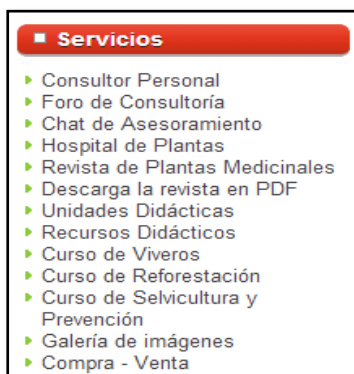 Servicios
Consultor Personal
Foro de Consultoría
Chat de Asesoramiento
Hospital de Plantas
Revista de Plantas Medicinales
Descarga la revista en PDF
Unidades Didácticas
Recursos Didácticos
Curso de Viveros
Curso de Reforestación
Curso de Selvicultura y
Prevención
Galería de imágenes
Compra - Venta